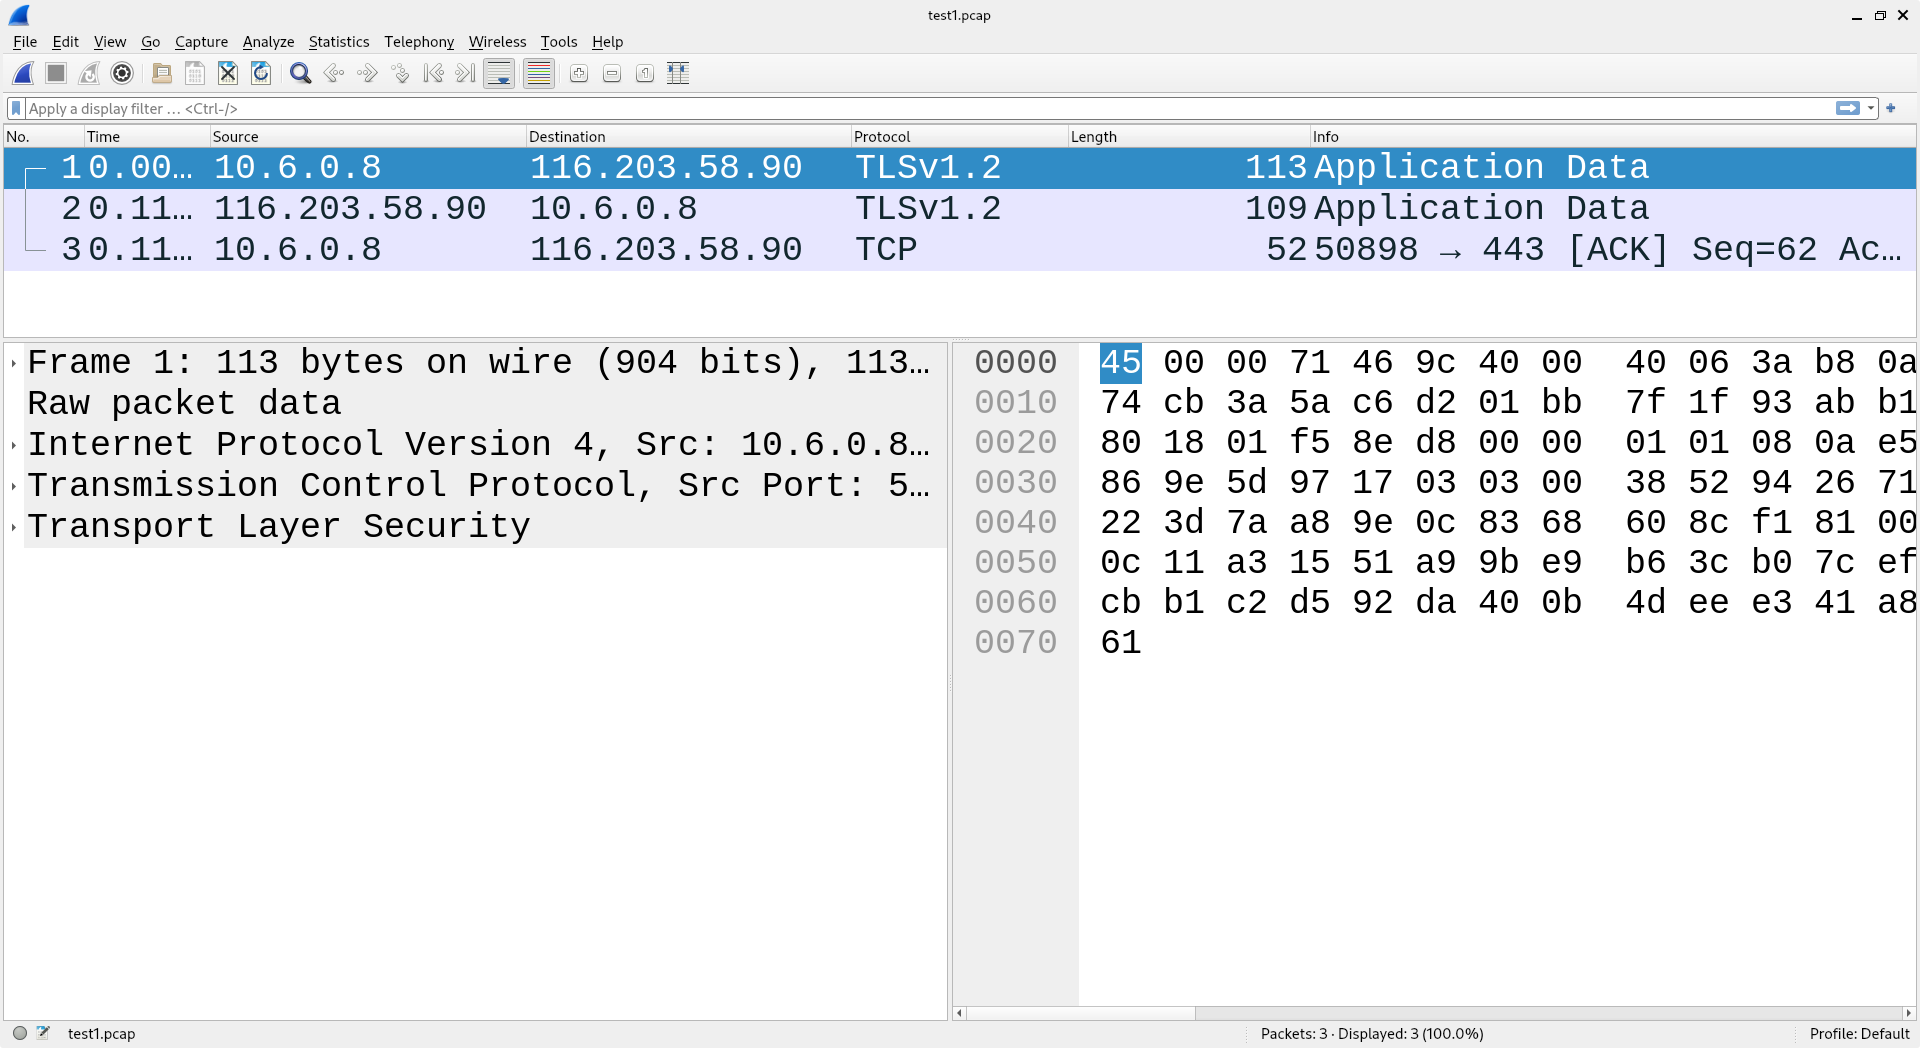 test1.pcap
File Edit View Go Capture Analyze Statistics Telephony Wireless Tools Help
Apply a display filter … <Ctrl-/>
No. Time Source Destination Protocol Length Info
1 0.00… 10.6.0.8 116.203.58.90 TLSv1.2 113 Application Data
2 0.11… 116.203.58.90 10.6.0.8 TLSv1.2 109 Application Data
3 0.11… 10.6.0.8 116.203.58.90 TCP 52 50898 → 443 [ACK] Seq=62 Ac…
Frame 1: 113 bytes on wire (904 bits), 113…
Raw packet data
Internet Protocol Version 4, Src: 10.6.0.8…
Transmission Control Protocol, Src Port: 5…
Transport Layer Security
0000 45 00 00 71 46 9c 40 00 40 06 3a b8 0a
0010 74 cb 3a 5a c6 d2 01 bb 7f 1f 93 ab b1
0020 80 18 01 f5 8e d8 00 00 01 01 08 0a e5
0030 86 9e 5d 97 17 03 03 00 38 52 94 26 71
0040 22 3d 7a a8 9e 0c 83 68 60 8c f1 81 00
0050 0c 11 a3 15 51 a9 9b e9 b6 3c b0 7c ef
0060 cb b1 c2 d5 92 da 40 0b 4d ee e3 41 a8
0070 61
test1.pcap
Packets: 3 · Displayed: 3 (100.0%)
Profile: Default